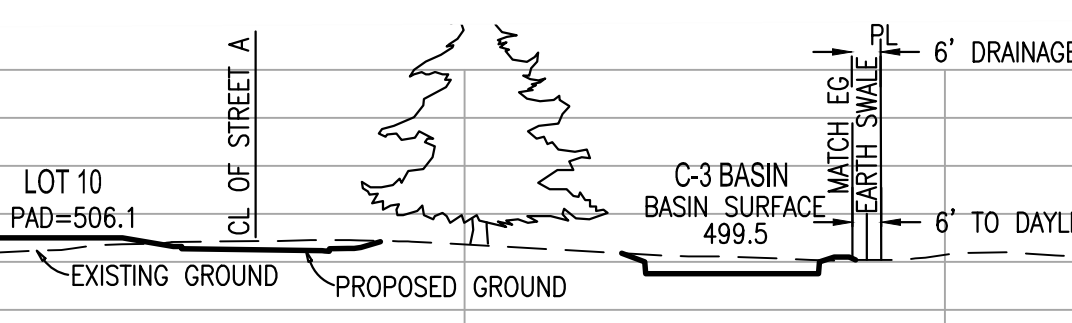 CL OF STREET A
PL
6' DRAINAGE
MATCH EG
EARTH SWALE
LOT 10
PAD=506.1
C-3 BASIN
BASIN SURFACE
499.5
6' TO
EXISTING GROUND
PROPOSED GROUND